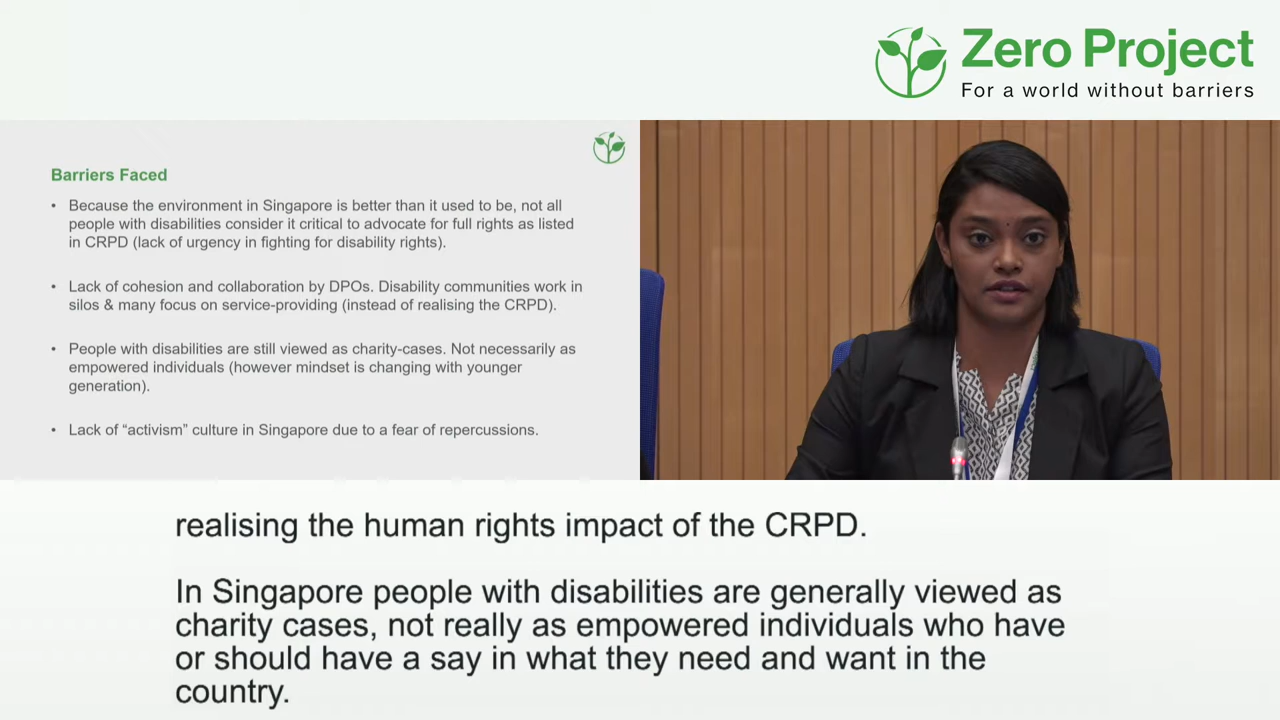 Zero Project
For a world without barriers
Barriers Faced
• Because the environment in Singapore is better than it used to be, not all
people with disabilities consider it critical to advocate for full rights as listed
in CRPD (lack of urgency in fighting for disability rights).
• Lack of cohesion and collaboration by DPOs. Disability communities work in
silos & many focus on service-providing (instead of realising the CRPD).
• People with disabilities are still viewed as charity-cases. Not necessarily as
empowered individuals (however mindset is changing with younger
generation).
• Lack of “activism” culture in Singapore due to a fear of repercussions.
realising the human rights impact of the CRPD.
In Singapore people with disabilities are generally viewed as
charity cases, not really as empowered individuals who have
or should have a say in what they need and want in the
country.